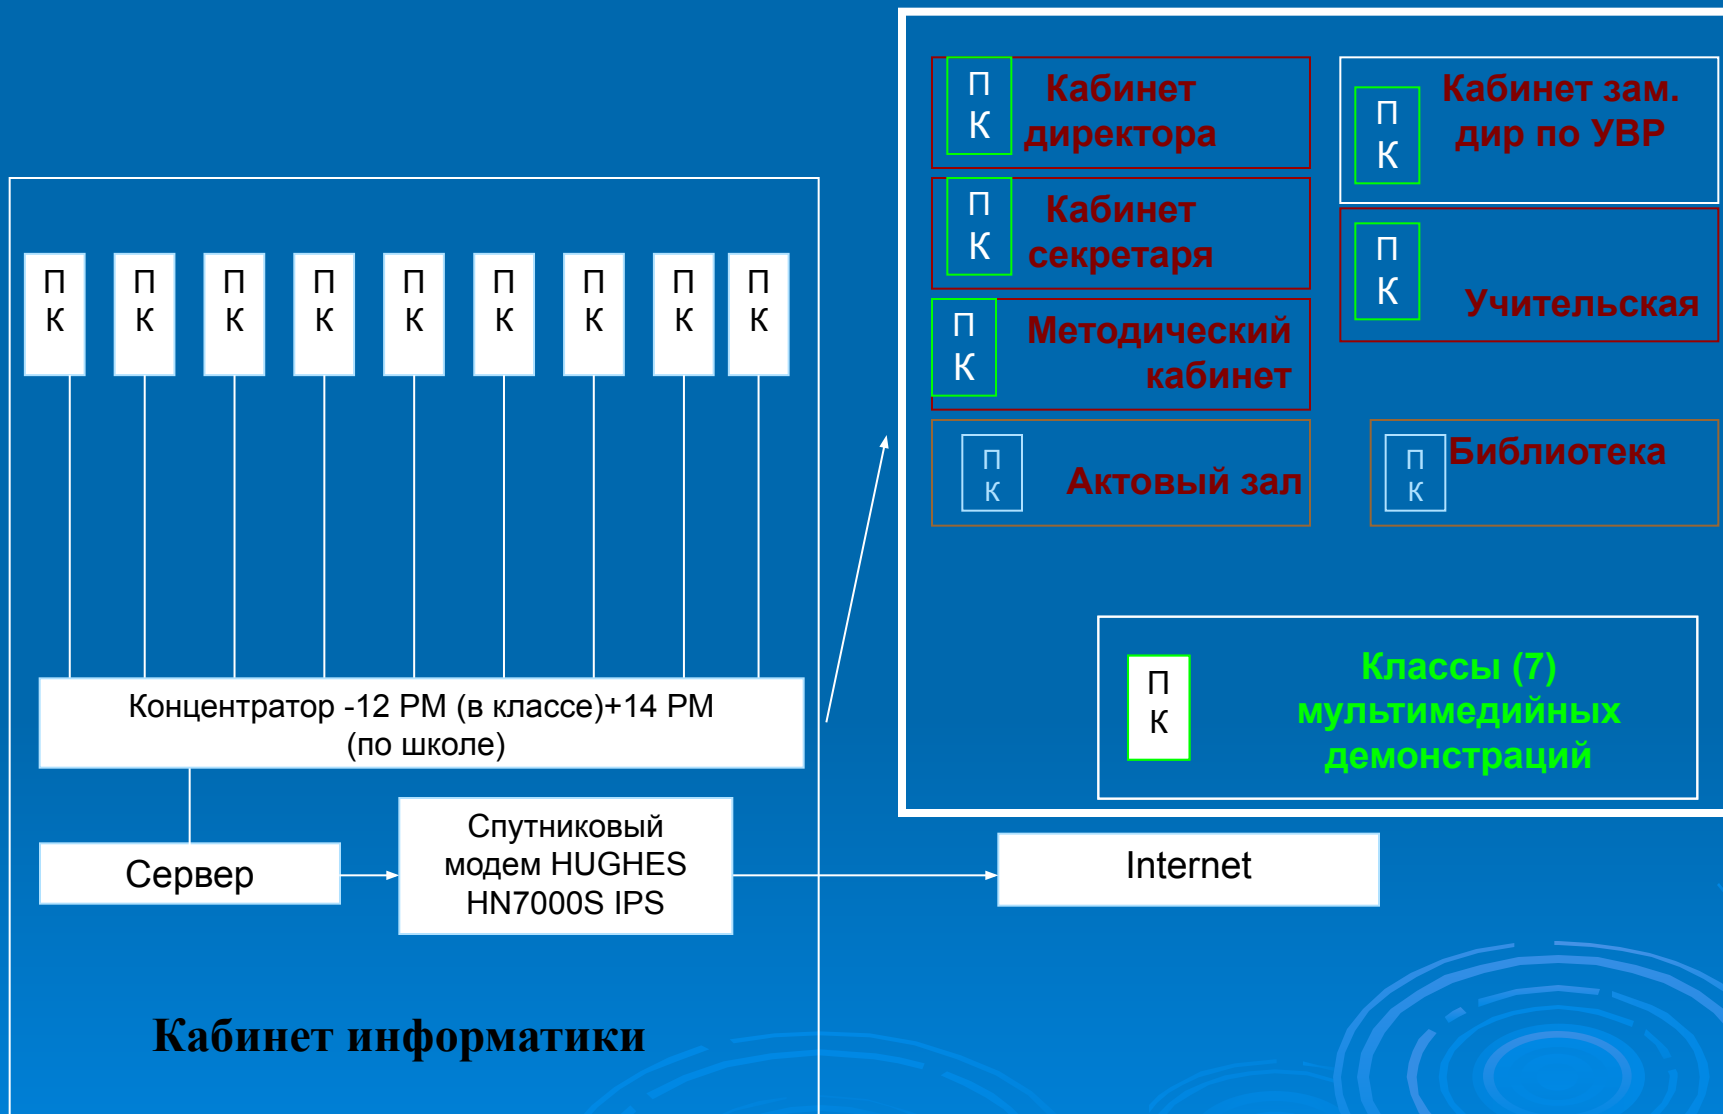 П
К
Кабинет
директора
П
К
Кабинет зам.
дир по УВР
П
К
Кабинет
секретаря
П
К
Учительская
П
К
Методический
кабинет
П
К
Актовый зал
П
К
Библиотека
П
К
Классы (7)
мультимедийных
демонстраций
П
К
П
К
П
К
П
К
П
К
П
К
П
К
П
К
П
К
Концентратор -12 РМ (в классе)+14 РМ
(по школе)
Сервер
Спутниковый
модем HUGHES
HN7000S IPS
Internet
Кабинет информатики